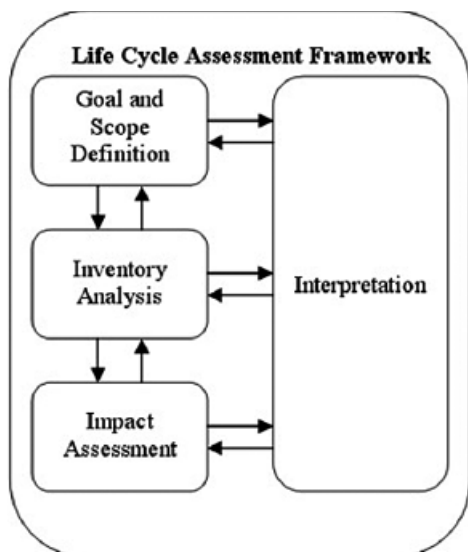 Life Cycle Assessment Framework
Goal and
Scope
Definition
Inventory
Analysis
Interpretation
Impact
Assessment